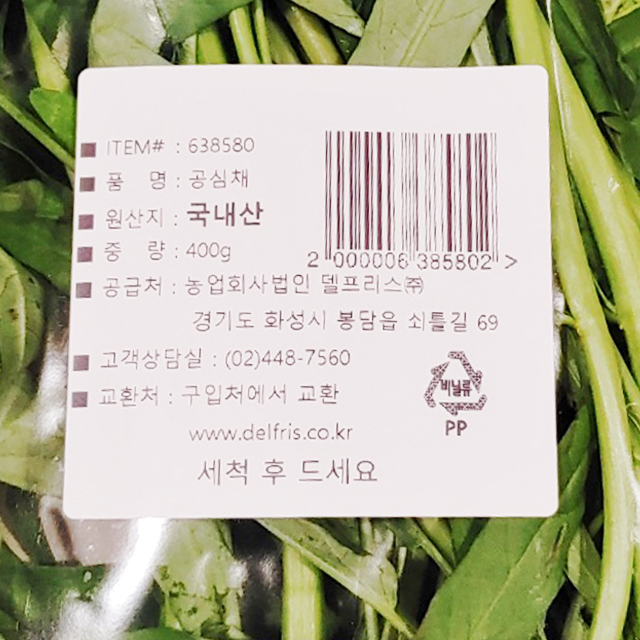 ■ ITEM# : 638580
■ 품 명 : 공심채
■ 원산지 : 국내산
■ 중 량 : 400g
2 000006 385802 >
■ 공급처 : 농업회사법인 델프리스㈜
경기도 화성시 봉담읍 쇠틀길 69
■ 고객상담실 : (02)448-7560
■ 교환처 : 구입처에서 교환
비닐류
PP
www.delfris.co.kr
세척 후 드세요